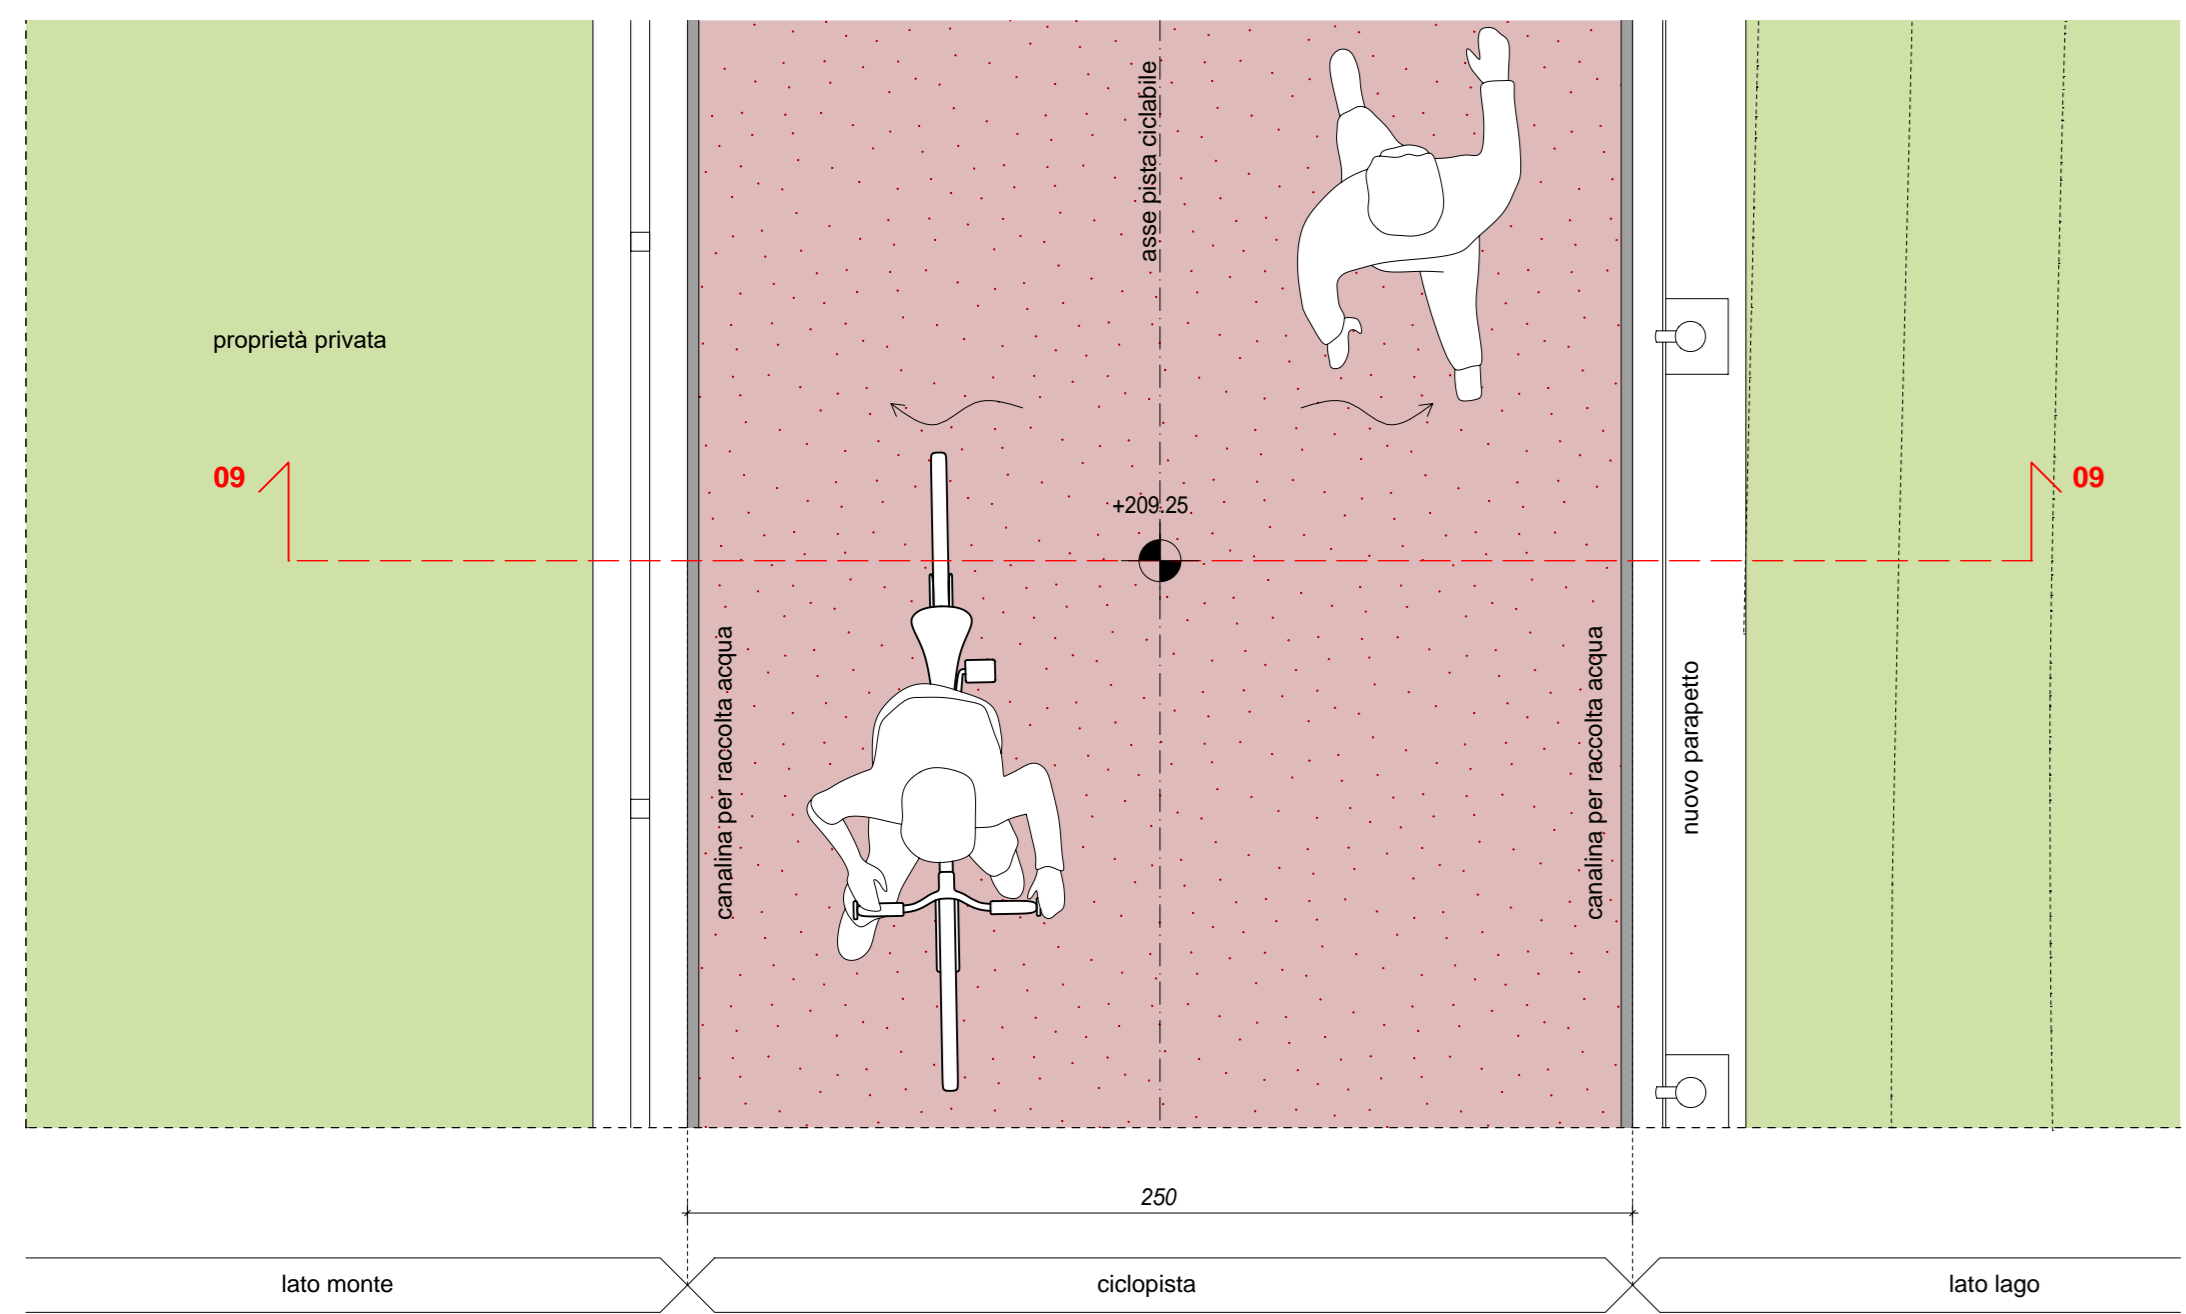 asse pista ciclabile
proprietà privata
09
09
+209.25
canalina per raccolta acqua
canalina per raccolta acqua
nuovo parapetto
250
lato monte
ciclopista
lato lago